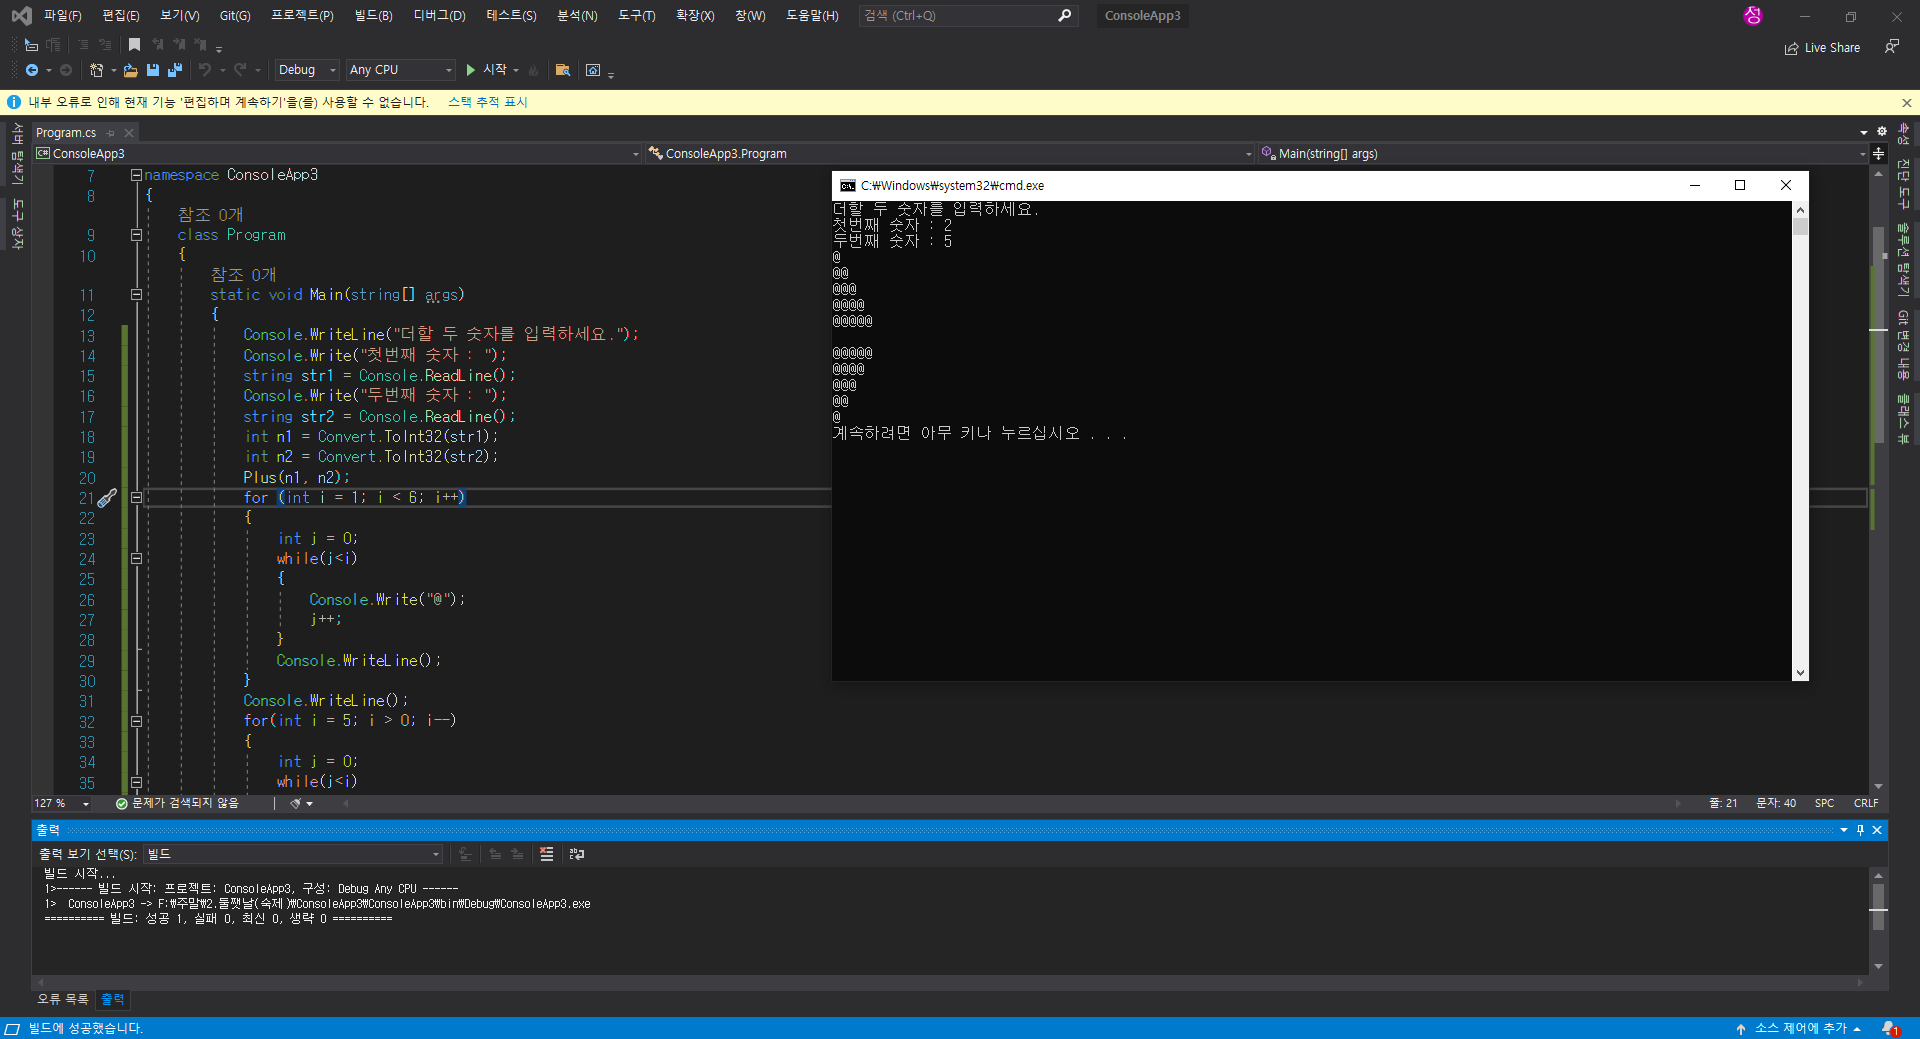 파일(F) 편집(E) 보기(V) Git(G) 프로젝트(P) 빌드(B) 디버그(D) 테스트(S) 분석(N) 도구(T) 확장(X) 창(W) 도움말(H) 검색 (Ctrl+Q) ConsoleApp3 성
Live Share
Debug Any CPU 시작
내부 오류로 인해 현재 기능 '편집하며 계속하기'을(를) 사용할 수 없습니다. 스택 추적 표시
서버 탐색기
도구 상자
Program.cs
ConsoleApp3 ConsoleApp3.Program Main(string[] args)
7 namespace ConsoleApp3
8 {
참조 0개
9 class Program
10 {
참조 0개
11 static void Main(string[] args)
12 {
13 Console.WriteLine("더할 두 숫자를 입력하세요.");
14 Console.Write("첫번째 숫자 : ");
15 string str1 = Console.ReadLine();
16 Console.Write("두번째 숫자 : ");
17 string str2 = Console.ReadLine();
18 int n1 = Convert.ToInt32(str1);
19 int n2 = Convert.ToInt32(str2);
20 Plus(n1, n2);
21 for (int i = 1; i < 6; i++)
22 {
23 int j = 0;
24 while(j<i)
25 {
26 Console.Write("@");
27 j++;
28 }
29 Console.WriteLine();
30 }
31 Console.WriteLine();
32 for(int i = 5; i > 0; i--)
33 {
34 int j = 0;
35 while(j<i)
C:₩Windows₩system32₩cmd.exe
더할 두 숫자를 입력하세요.
첫번째 숫자 : 2
두번째 숫자 : 5
@
@@
@@@
@@@@
@@@@@
@@@@@
@@@@
@@@
@@
@
계속하려면 아무 키나 누르십시오 . . .
속성
진단 도구
솔루션 탐색기
Git 변경 내용
클래스 뷰
127 % 문제가 검색되지 않음 줄: 21 문자: 40 SPC CRLF
출력
출력 보기 선택(S): 빌드
빌드 시작...
1>------ 빌드 시작: 프로젝트: ConsoleApp3, 구성: Debug Any CPU ------
1> ConsoleApp3 -> F:₩주말₩2.둘쨋날(숙제)₩ConsoleApp3₩ConsoleApp3₩bin₩Debug₩ConsoleApp3.exe
========== 빌드: 성공 1, 실패 0, 최신 0, 생략 0 ==========
오류 목록 출력
빌드에 성공했습니다. 소스 제어에 추가 1